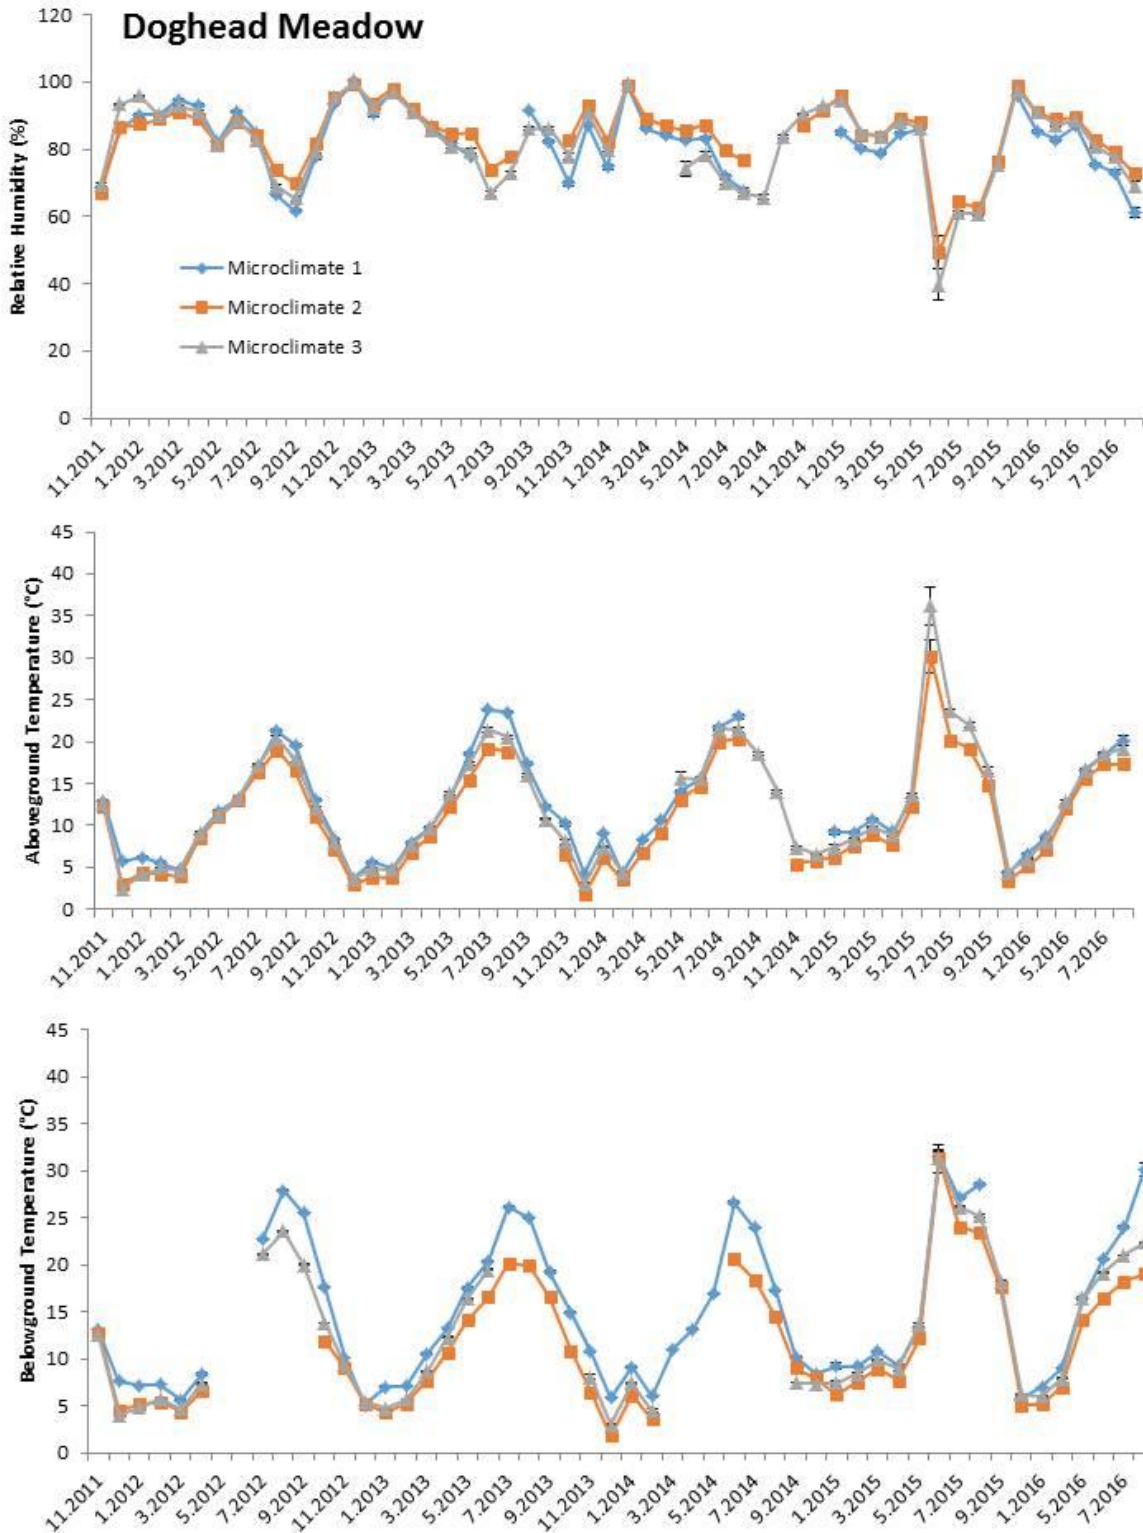 Doghead Meadow
Relative Humidity (%)
120
100
80
60
40
20
0
Microclimate 1
Microclimate 2
Microclimate 3
11.2011 1.2012 3.2012 5.2012 7.2012 9.2012 11.2012 1.2013 3.2013 5.2013 7.2013 9.2013 11.2013 1.2014 3.2014 5.2014 7.2014 9.2014 11.2014 1.2015 3.2015 5.2015 7.2015 9.2015 1.2016 5.2016 7.2016
Aboveground Temperature (°C)
45
40
35
30
25
20
15
10
5
0
11.2011 1.2012 3.2012 5.2012 7.2012 9.2012 11.2012 1.2013 3.2013 5.2013 7.2013 9.2013 11.2013 1.2014 3.2014 5.2014 7.2014 9.2014 11.2014 1.2015 3.2015 5.2015 7.2015 9.2015 1.2016 5.2016 7.2016
Belowground Temperature (°C)
45
40
35
30
25
20
15
10
5
0
11.2011 1.2012 3.2012 5.2012 7.2012 9.2012 11.2012 1.2013 3.2013 5.2013 7.2013 9.2013 11.2013 1.2014 3.2014 5.2014 7.2014 9.2014 11.2014 1.2015 3.2015 5.2015 7.2015 9.2015 1.2016 5.2016 7.2016